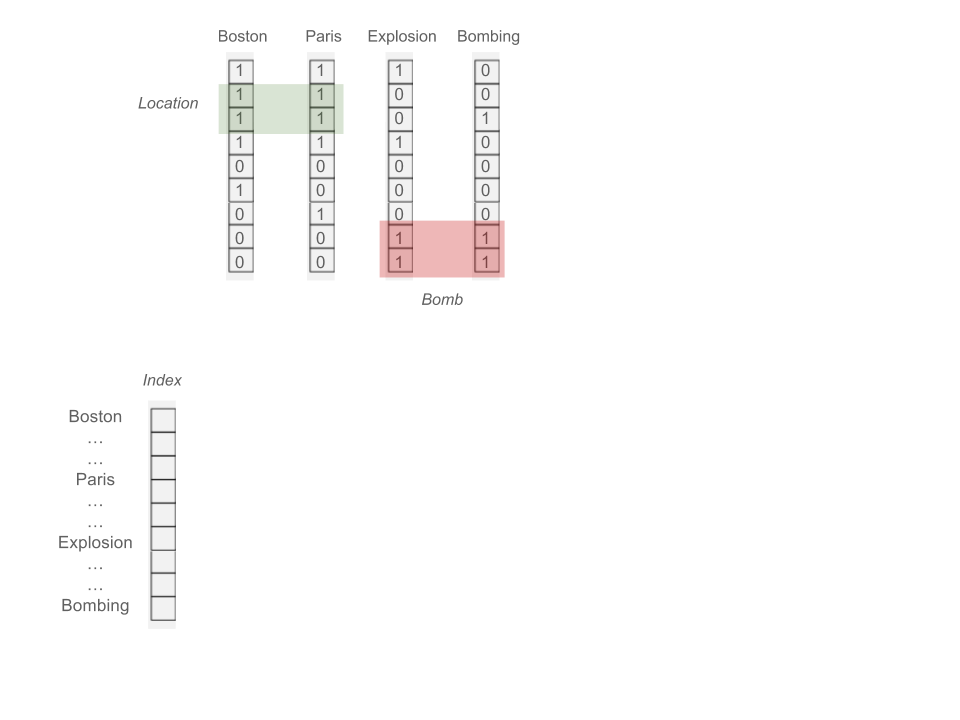 Boston Paris Explosion Bombing
1 1 1 0
1 1 0 0
Location
1 1 0 1
1 1 1 0
0 0 0 0
1 0 0 0
0 1 0 0
0 0 1 1
0 0 1 1
Bomb
Index
Boston
...
...
Paris
...
...
Explosion
...
...
Bombing